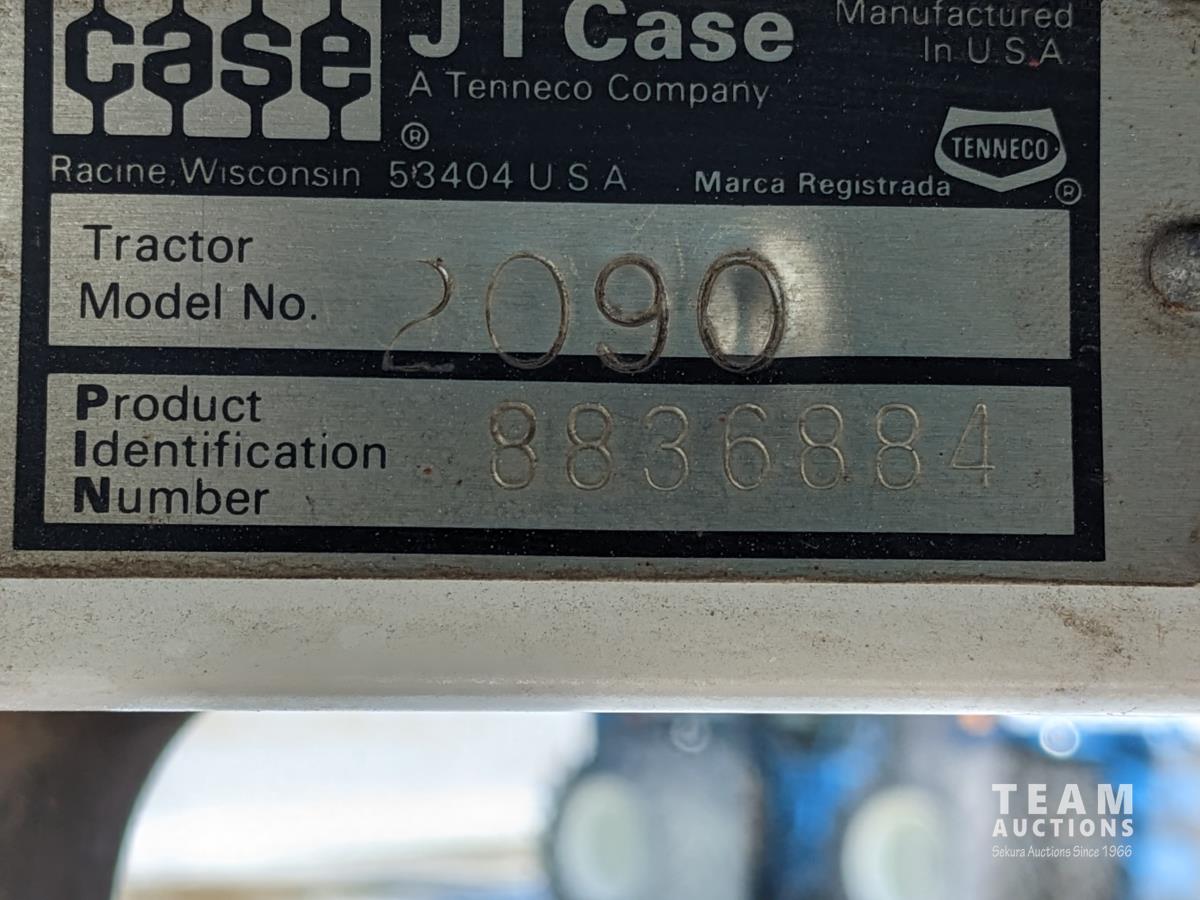 case
J I Case
Manufactured
In U.S.A.
A Tenneco Company
®
TENNECO
®
Racine, Wisconsin 53404 U.S.A.
Marca Registrada
Tractor
Model No.
2090
Product
Identification
Number
8836884
TEAM
AUCTIONS
Sekura Auctions Since 1966